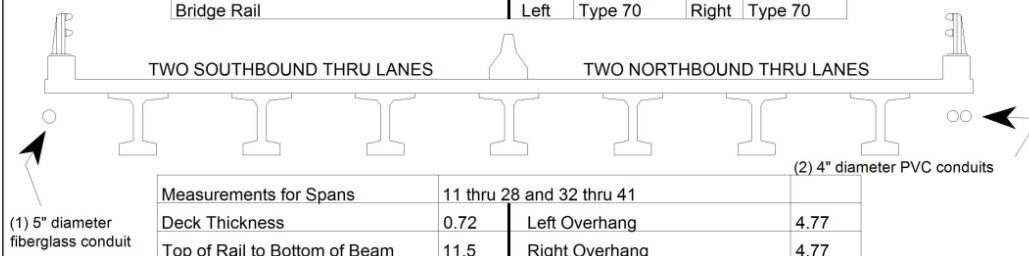 Bridge Rail Left Type 70 Right Type 70
TWO SOUTHBOUND THRU LANES TWO NORTHBOUND THRU LANES
(2) 4" diameter PVC conduits
(1) 5" diameter
fiberglass conduit
Measurements for Spans 11 thru 28 and 32 thru 41
Deck Thickness 0.72 Left Overhang 4.77
Top of Rail to Bottom of Beam 11.5 Right Overhang 4.77